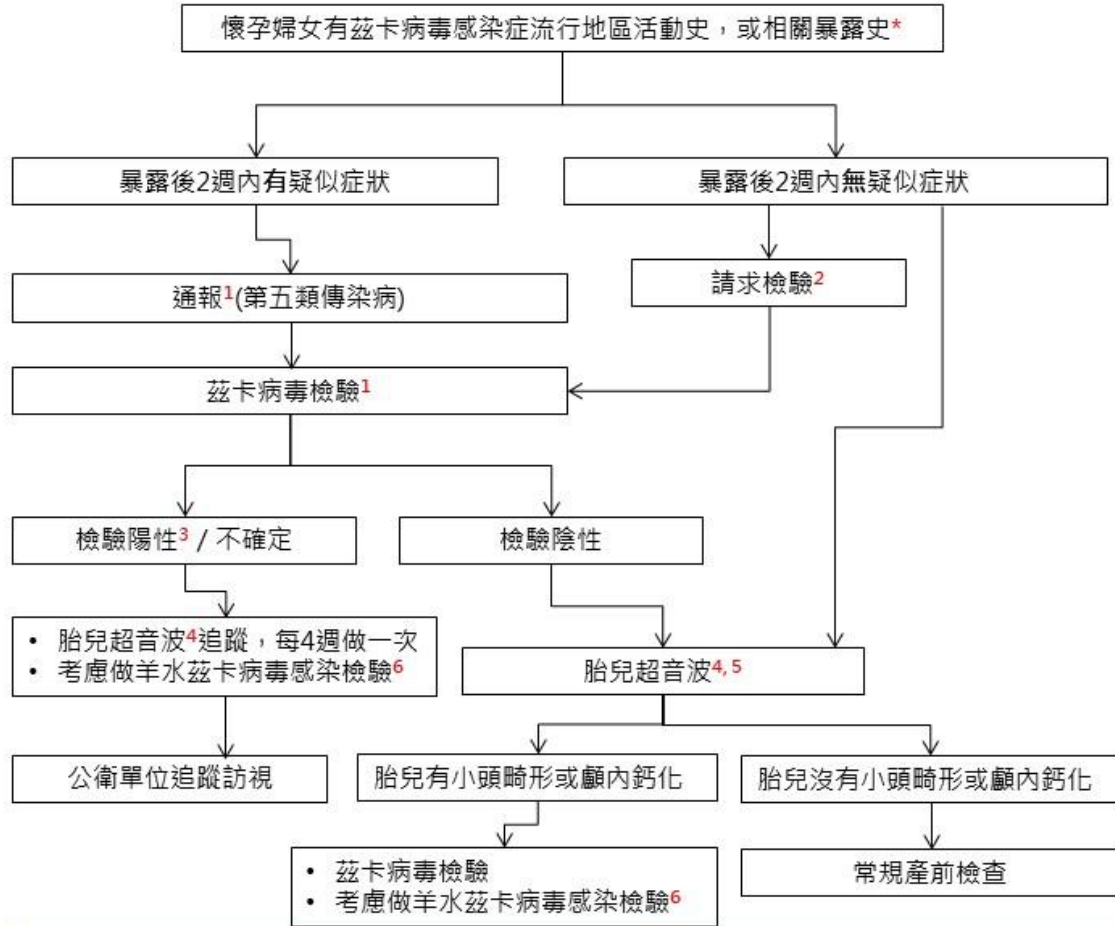 懷孕婦女有茲卡病毒感染症流行地區活動史，或相關暴露史*
暴露後2週內有疑似症狀
暴露後2週內無疑似症狀
通報1(第五類傳染病)
請求檢驗2
茲卡病毒檢驗1
檢驗陽性3 / 不確定
檢驗陰性
• 胎兒超音波4追蹤，每4週做一次
• 考慮做羊水茲卡病毒感染檢驗6
胎兒超音波4, 5
公衛單位追蹤訪視
胎兒有小頭畸形或顱內鈣化
胎兒沒有小頭畸形或顱內鈣化
• 茲卡病毒檢驗
• 考慮做羊水茲卡病毒感染檢驗6
常規產前檢查